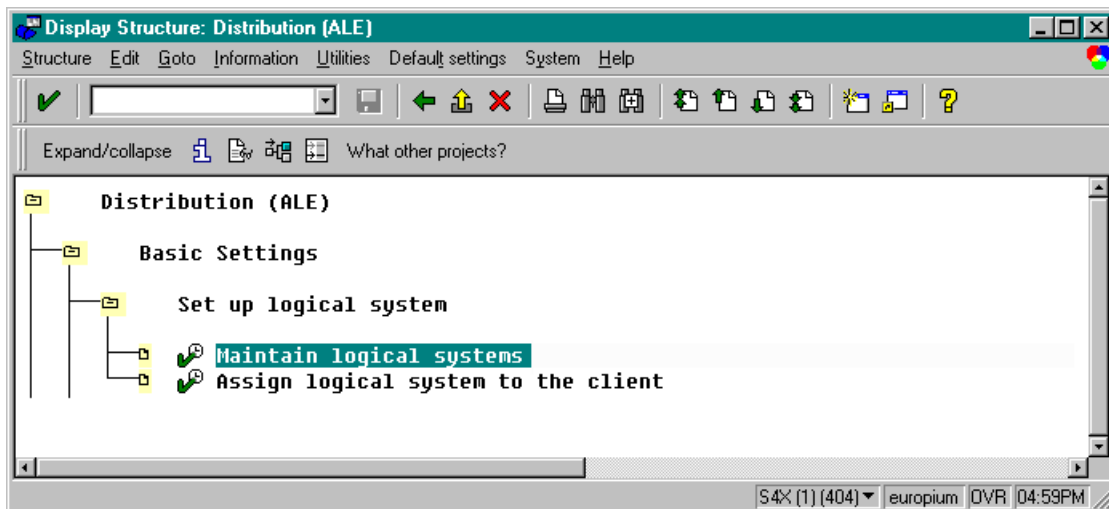 Display Structure: Distribution (ALE)
Structure Edit Goto Information Utilities Default settings System Help
Expand/collapse What other projects?
Distribution (ALE)
Basic Settings
Set up logical system
Maintain logical systems
Assign logical system to the client
S4X (1) (404) europium OVR 04:59PM